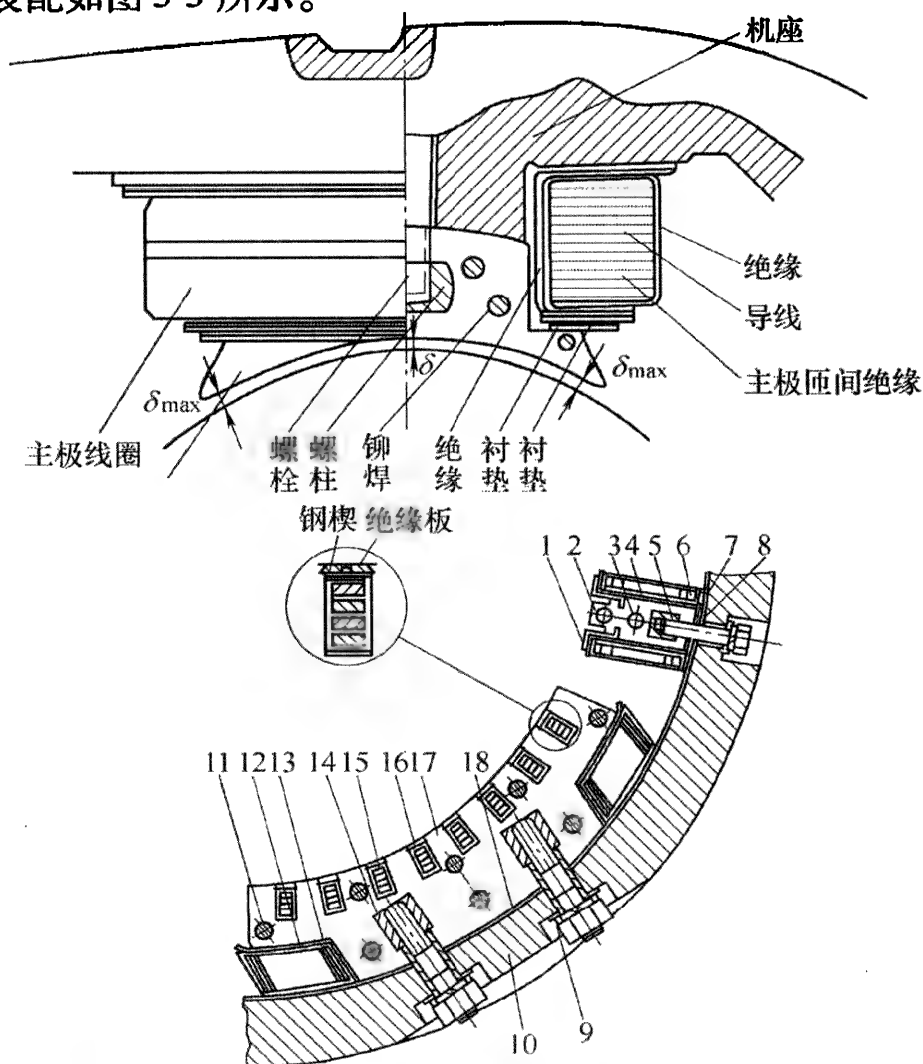 装配如图5-5所示。
机座
绝缘
导线
主极匝间绝缘
δmax
δ
δmax
主极线圈
螺栓
螺柱
铆焊
绝缘
衬垫
衬垫
钢楔 绝缘板
1 2 3 4 5 6 7 8
11 12 13 14 15 16 17 18
10 9